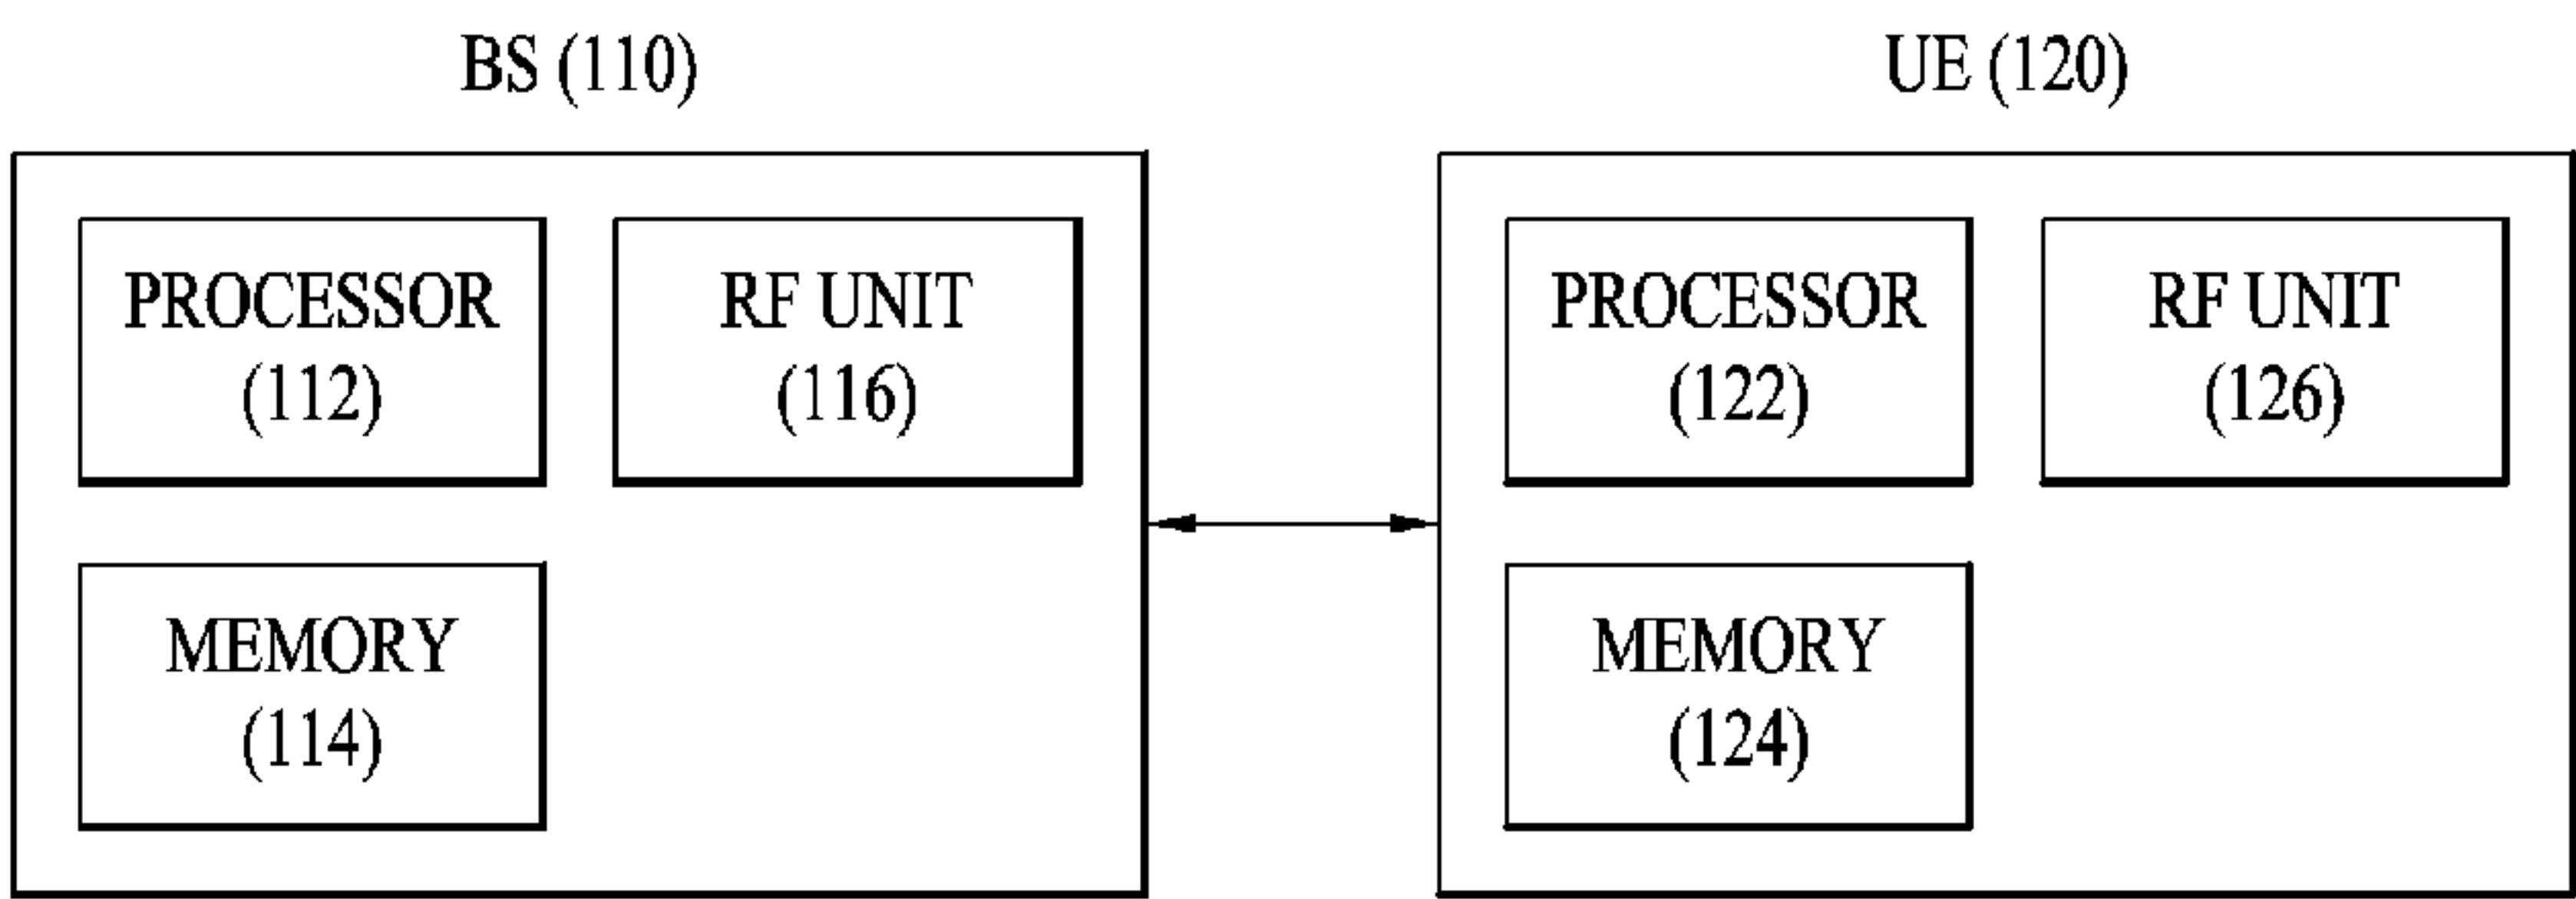 BS (110)
PROCESSOR
(112)
RF UNIT
(116)
MEMORY
(114)
UE (120)
PROCESSOR
(122)
RF UNIT
(126)
MEMORY
(124)